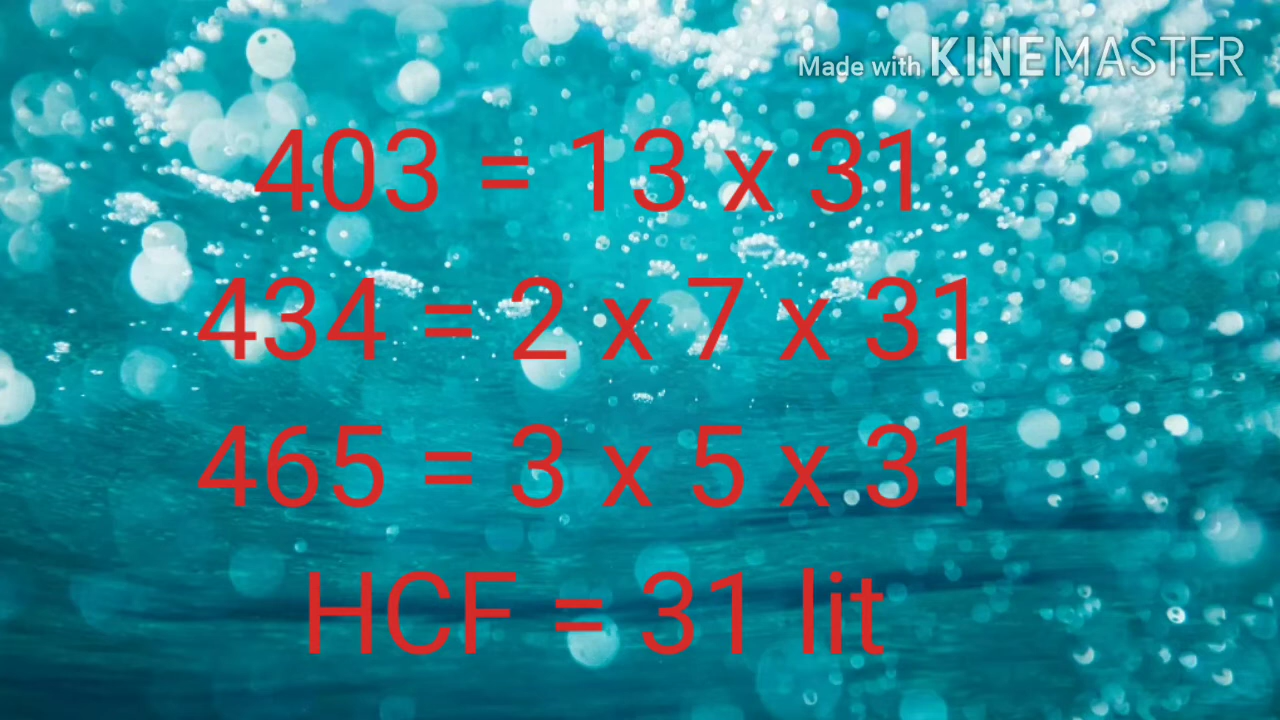 Made with KINEMASTER
403 = 13 x 31
434 = 2 x 7 x 31
465 = 3 x 5 x 31
HCF = 31 lit